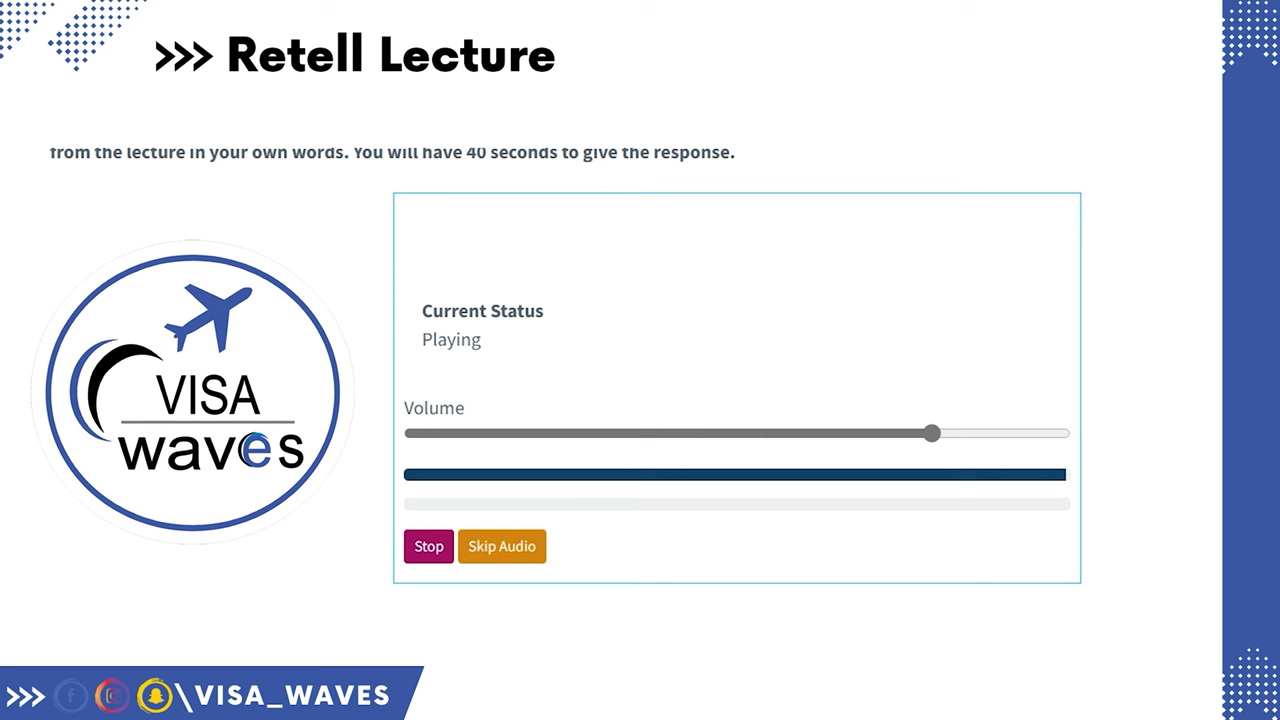 >>> Retell Lecture
from the lecture in your own words. You will have 40 seconds to give the response.
VISA
waves
Current Status
Playing
Volume
Stop Skip Audio
>>> \VISA_WAVES